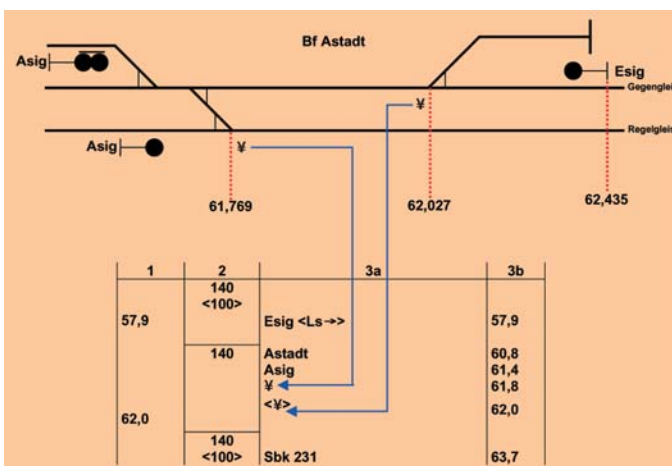 Bf Astadt
Asig
Esig
Gegengleis
Regelgleis
Asig
¥
¥
61,769
62,027
62,435
1 2 3a 3b
140
<100>
57,9 Esig <Ls→> 57,9
140 Astadt 60,8
Asig 61,4
¥ 61,8
<¥> 62,0
62,0
140
<100> Sbk 231 63,7